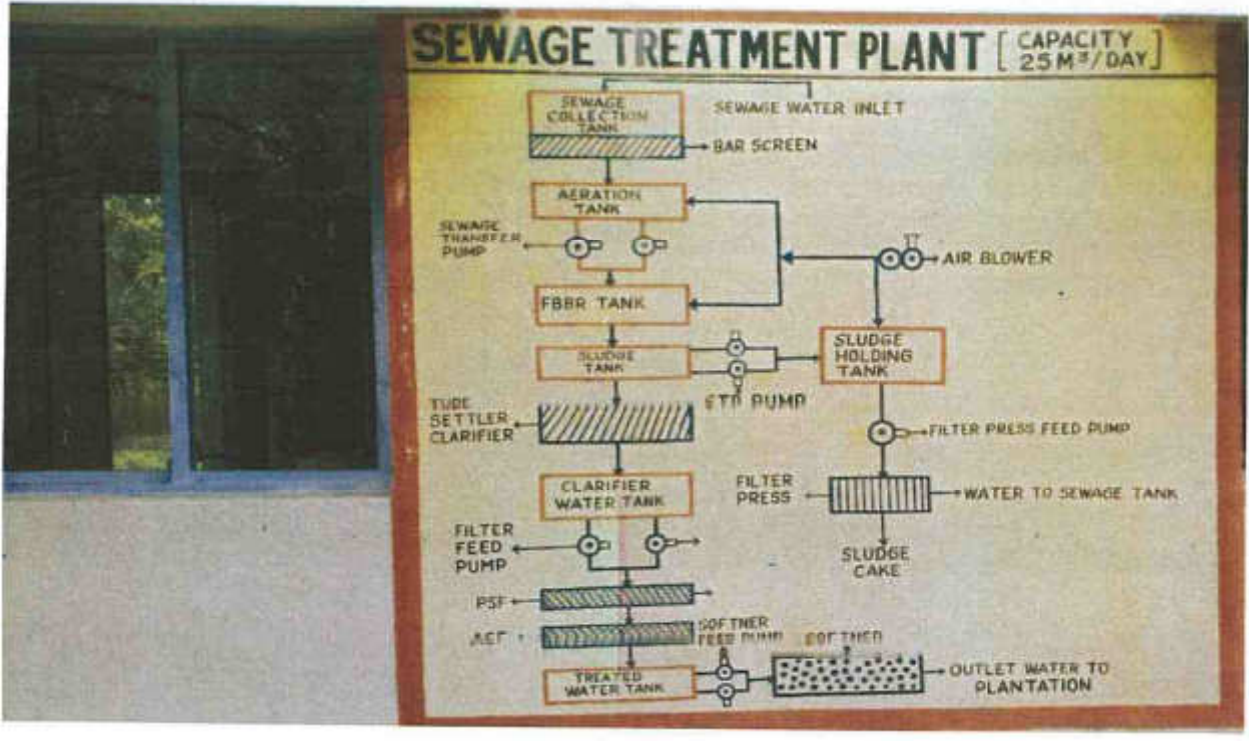 SEWAGE TREATMENT PLANT [CAPACITY
25M³/DAY]
SEWAGE
COLLECTION
TANK
SEWAGE WATER INLET
BAR SCREEN
AERATION
TANK
SEWAGE
TRANSFER
PUMP
AIR BLOWER
FBBR TANK
SLUDGE
TANK
SLUDGE
HOLDING
TANK
STP PUMP
TUBE
SETTLER
CLARIFIER
FILTER PRESS FEED PUMP
CLARIFIER
WATER TANK
FILTER
PRESS
WATER TO SEWAGE TANK
FILTER
FEED
PUMP
SLUDGE
CAKE
PSF
ACF
SOFTNER
FEED PUMP
SOFTNER
TREATED
WATER TANK
OUTLET WATER TO
PLANTATION